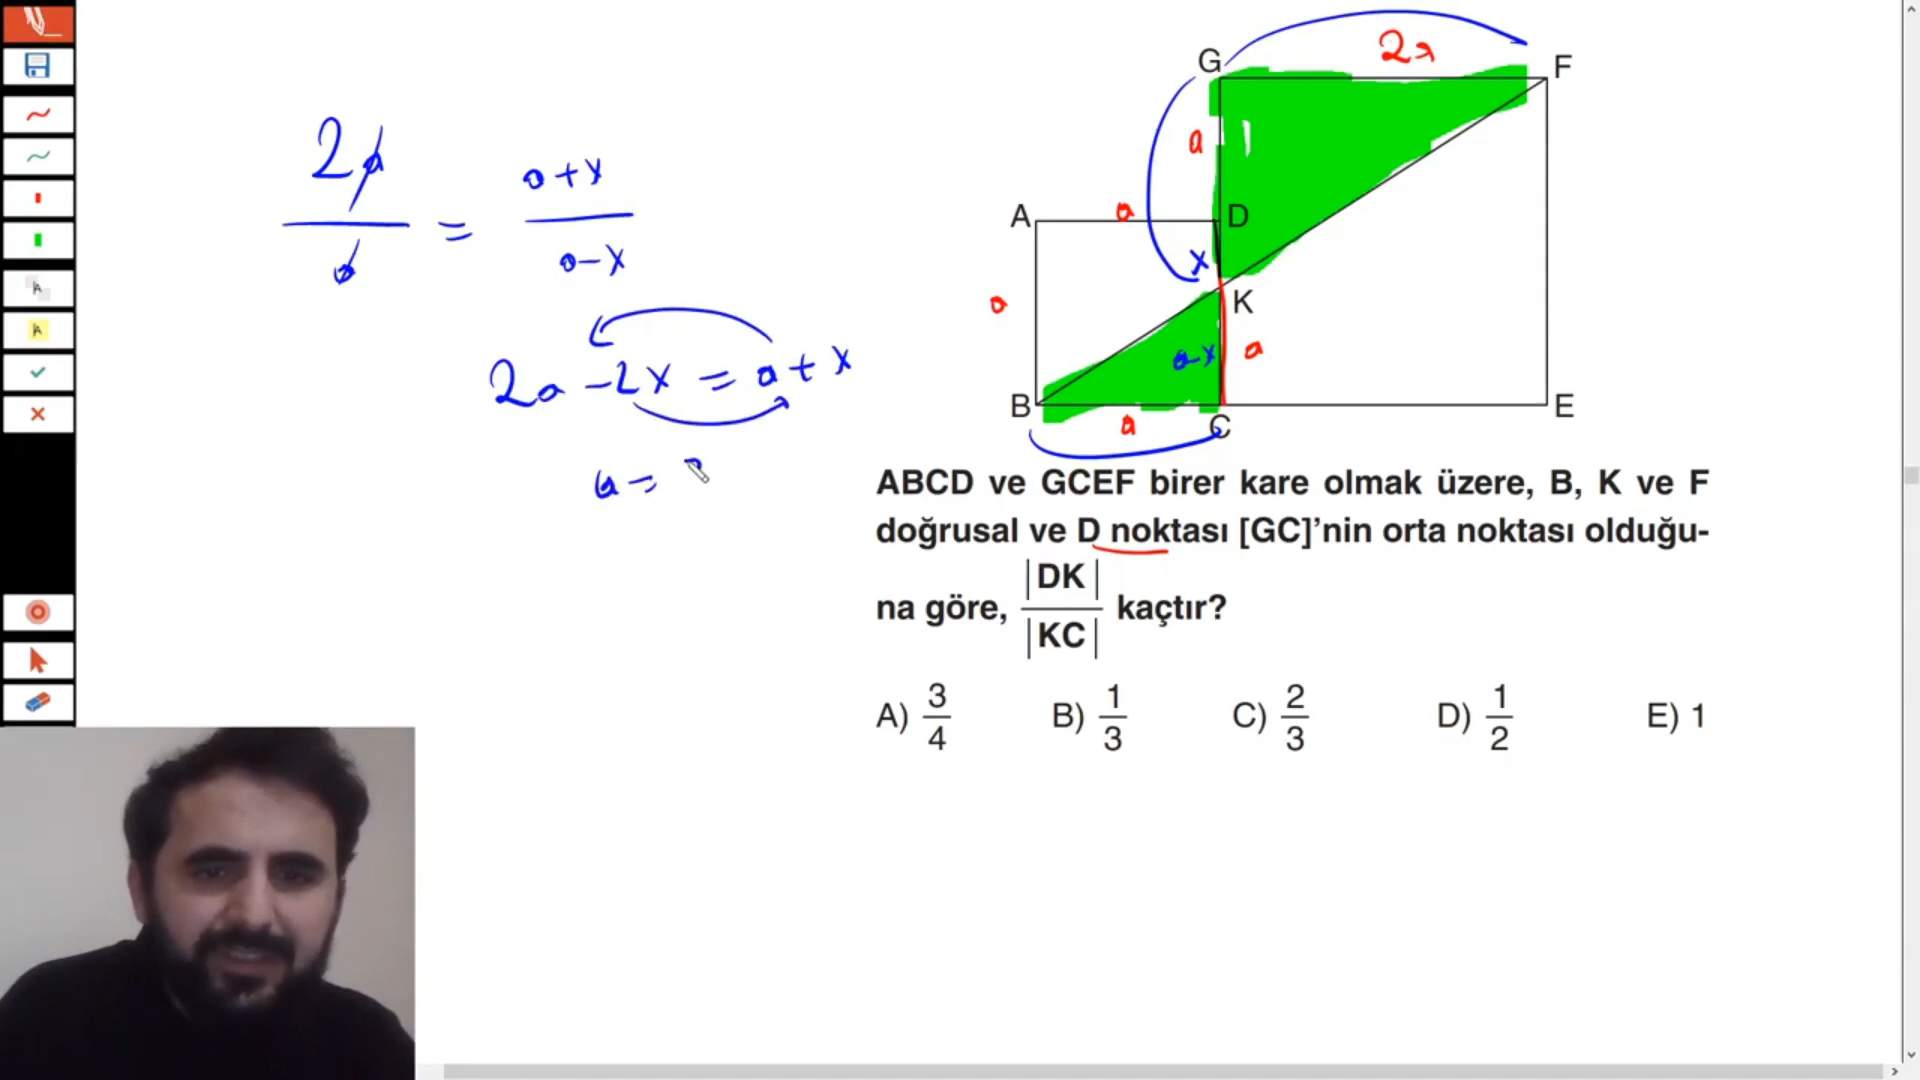 2a
a
=
a+x
a-x
2a -2x = a + x
a =
G
2a
F
a
A
a
D
x
a
K
a-x
a
B
a
C
E
ABCD ve GCEF birer kare olmak üzere, B, K ve F
doğrusal ve D noktası [GC]'nin orta noktası olduğu-
na göre, |DK| / |KC| kaçtır?
A) 3/4 B) 1/3 C) 2/3 D) 1/2 E) 1